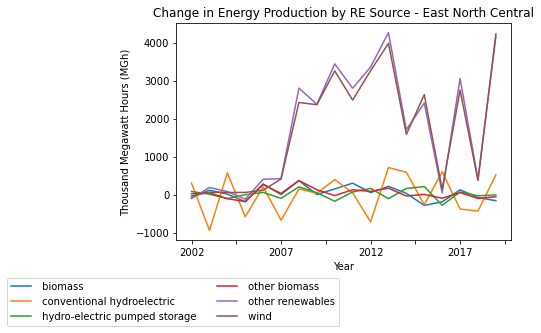 Change in Energy Production by RE Source - East North Central
Thousand Megawatt Hours (MGh)
4000
3000
2000
1000
0
−1000
2002 2007 2012 2017
Year
biomass
conventional hydroelectric
hydro-electric pumped storage
other biomass
other renewables
wind